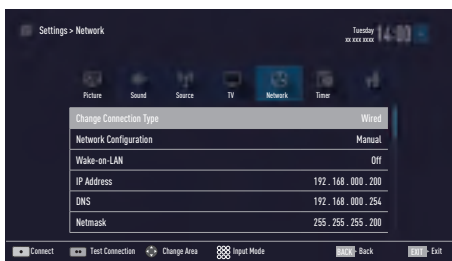 Settings > Network
Tuesday
xx xxx xxxx
14:00
Picture Sound Source TV Network Timer
Change Connection Type Wired
Network Configuration Manual
Wake-on-LAN Off
IP Address 192 . 168 . 000 . 200
DNS 192 . 168 . 000 . 254
Netmask 255 . 255 . 255 . 200
Connect Test Connection Change Area Input Mode BACK Back EXIT Exit